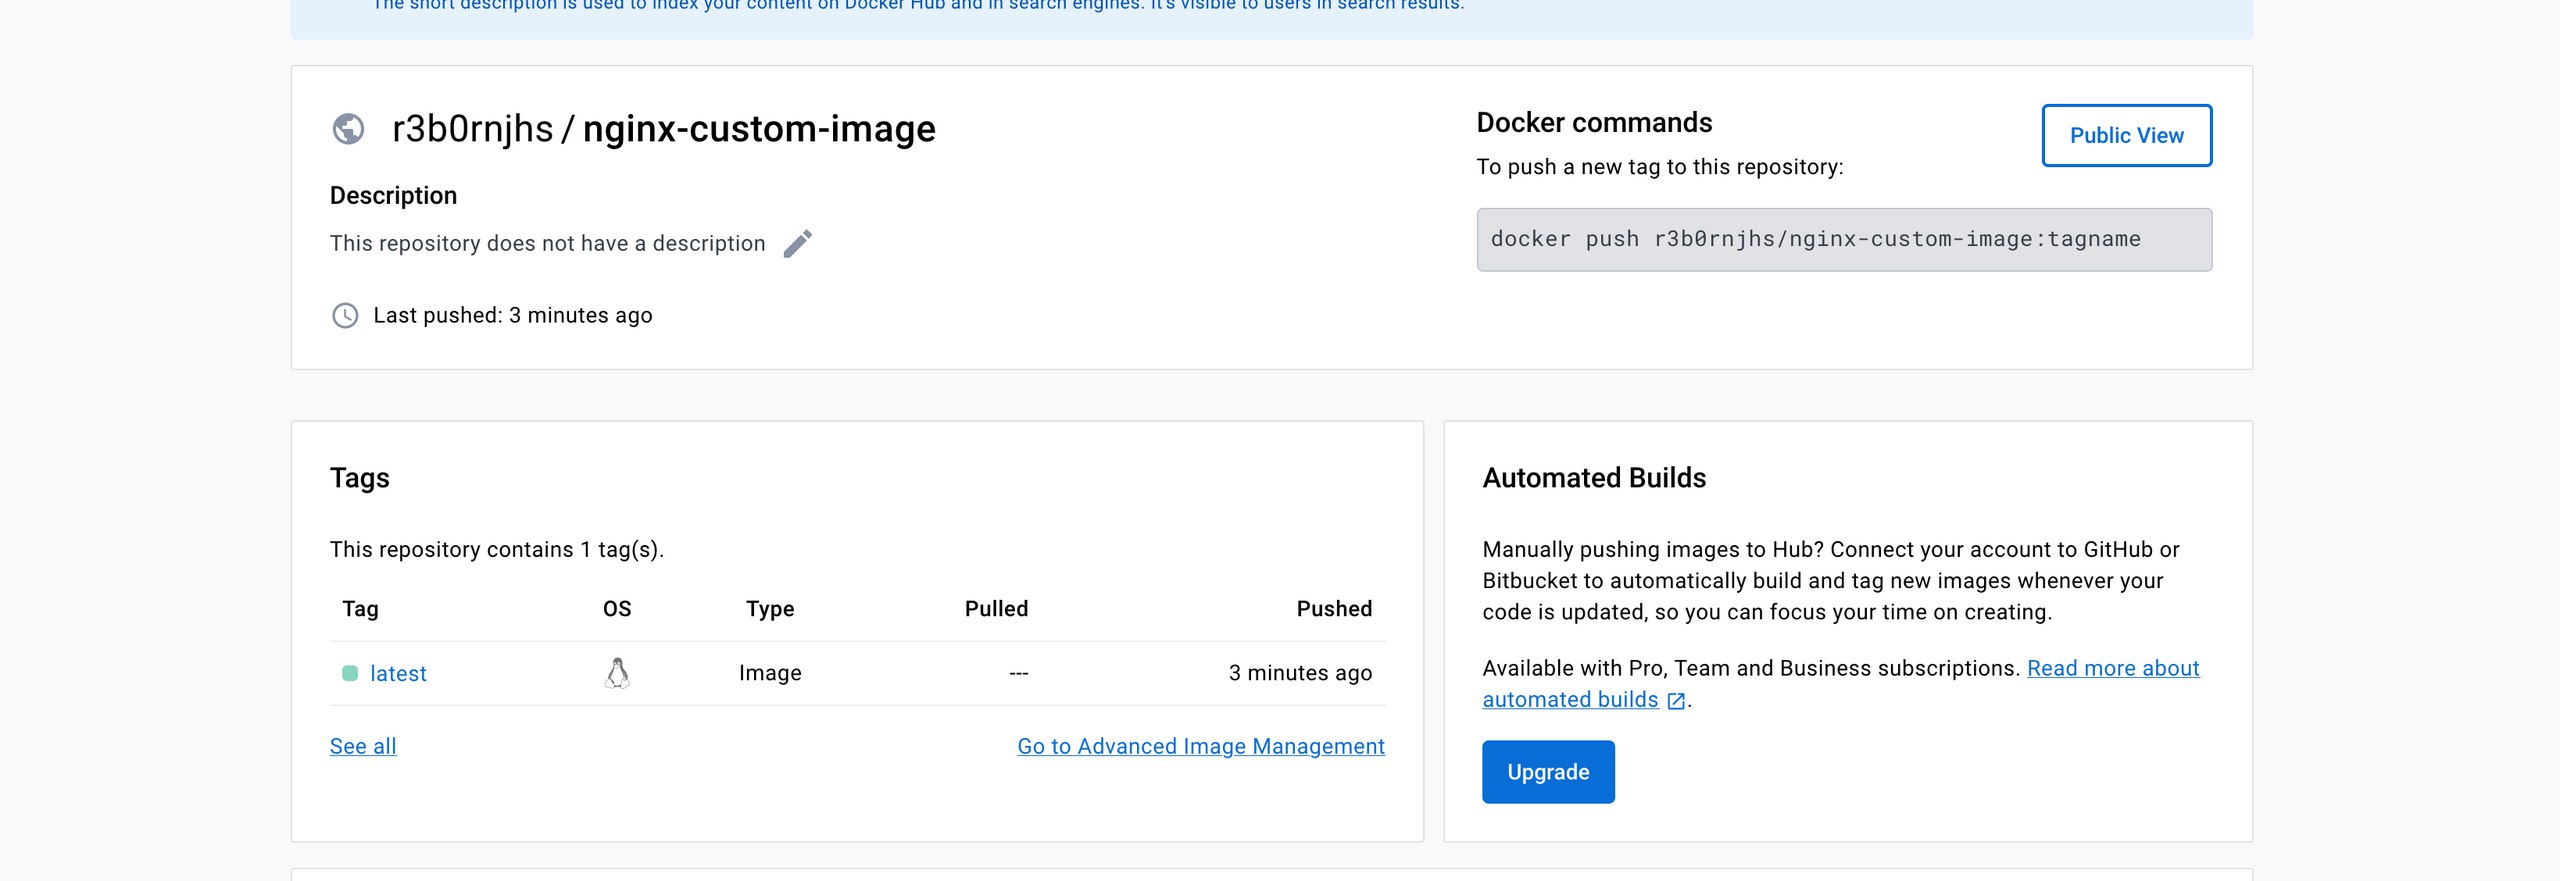 The short description is used to index your content on Docker Hub and in search engines. It's visible to users in search results.
r3b0rnjhs / nginx-custom-image
Description
This repository does not have a description
Last pushed: 3 minutes ago
Docker commands
To push a new tag to this repository:
Public View
docker push r3b0rnjhs/nginx-custom-image:tagname
Tags
This repository contains 1 tag(s).
Tag OS Type Pulled Pushed
latest Image --- 3 minutes ago
See all Go to Advanced Image Management
Automated Builds
Manually pushing images to Hub? Connect your account to GitHub or
Bitbucket to automatically build and tag new images whenever your
code is updated, so you can focus your time on creating.
Available with Pro, Team and Business subscriptions. Read more about
automated builds .
Upgrade